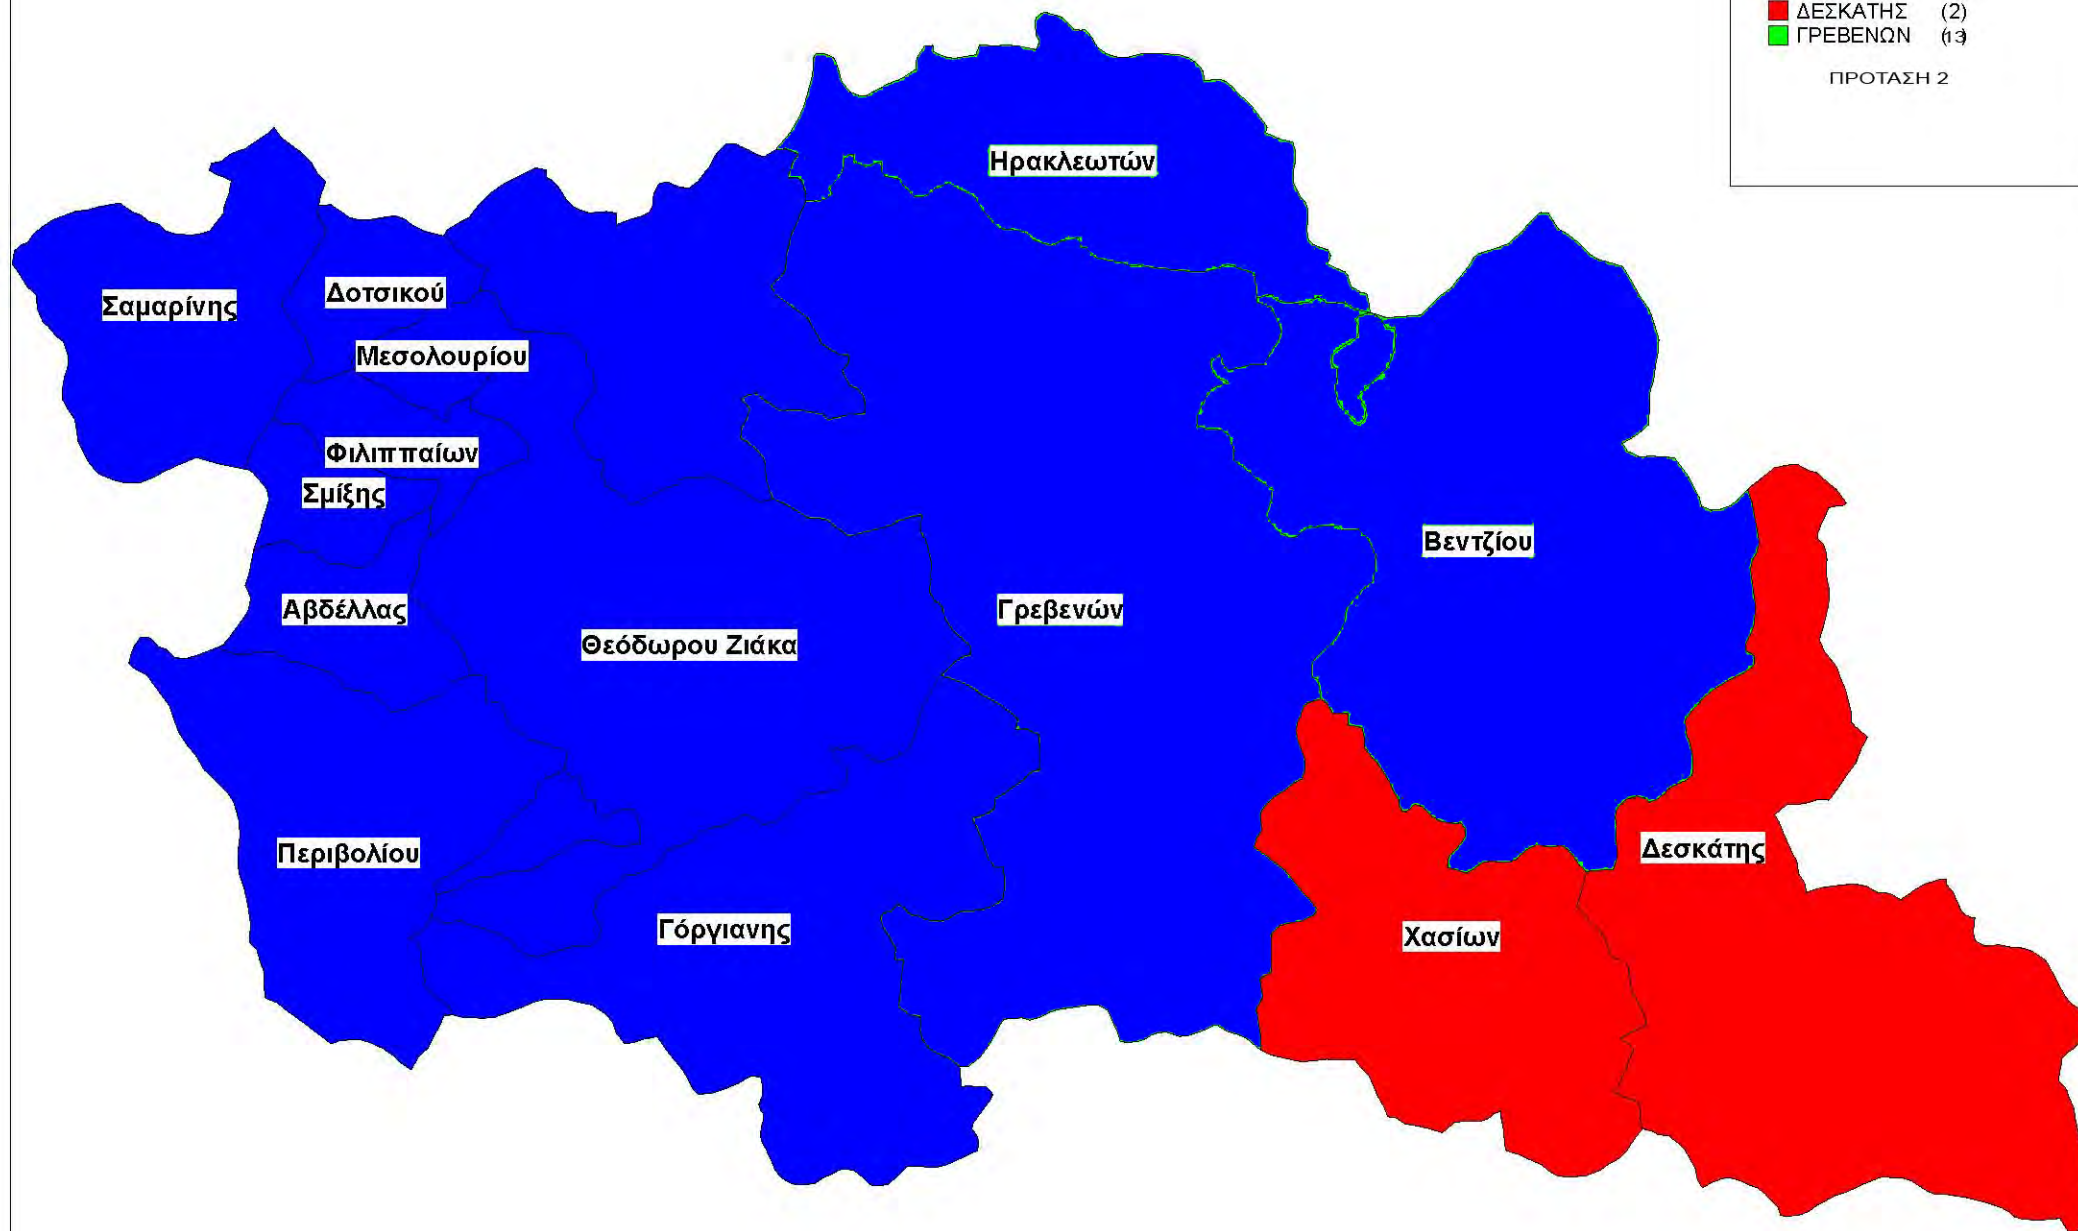 ΔΕΣΚΑΤΗΣ (2)
ΓΡΕΒΕΝΩΝ (13)
ΠΡΟΤΑΣΗ 2
Ηρακλεωτών
Σαμαρίνης
Δοτσικού
Μεσολουρίου
Φιλιππαίων
Σμίξης
Βεντζίου
Αβδέλλας
Γρεβενών
Θεόδωρου Ζιάκα
Περιβολίου
Δεσκάτης
Γόργιανης
Χασίων